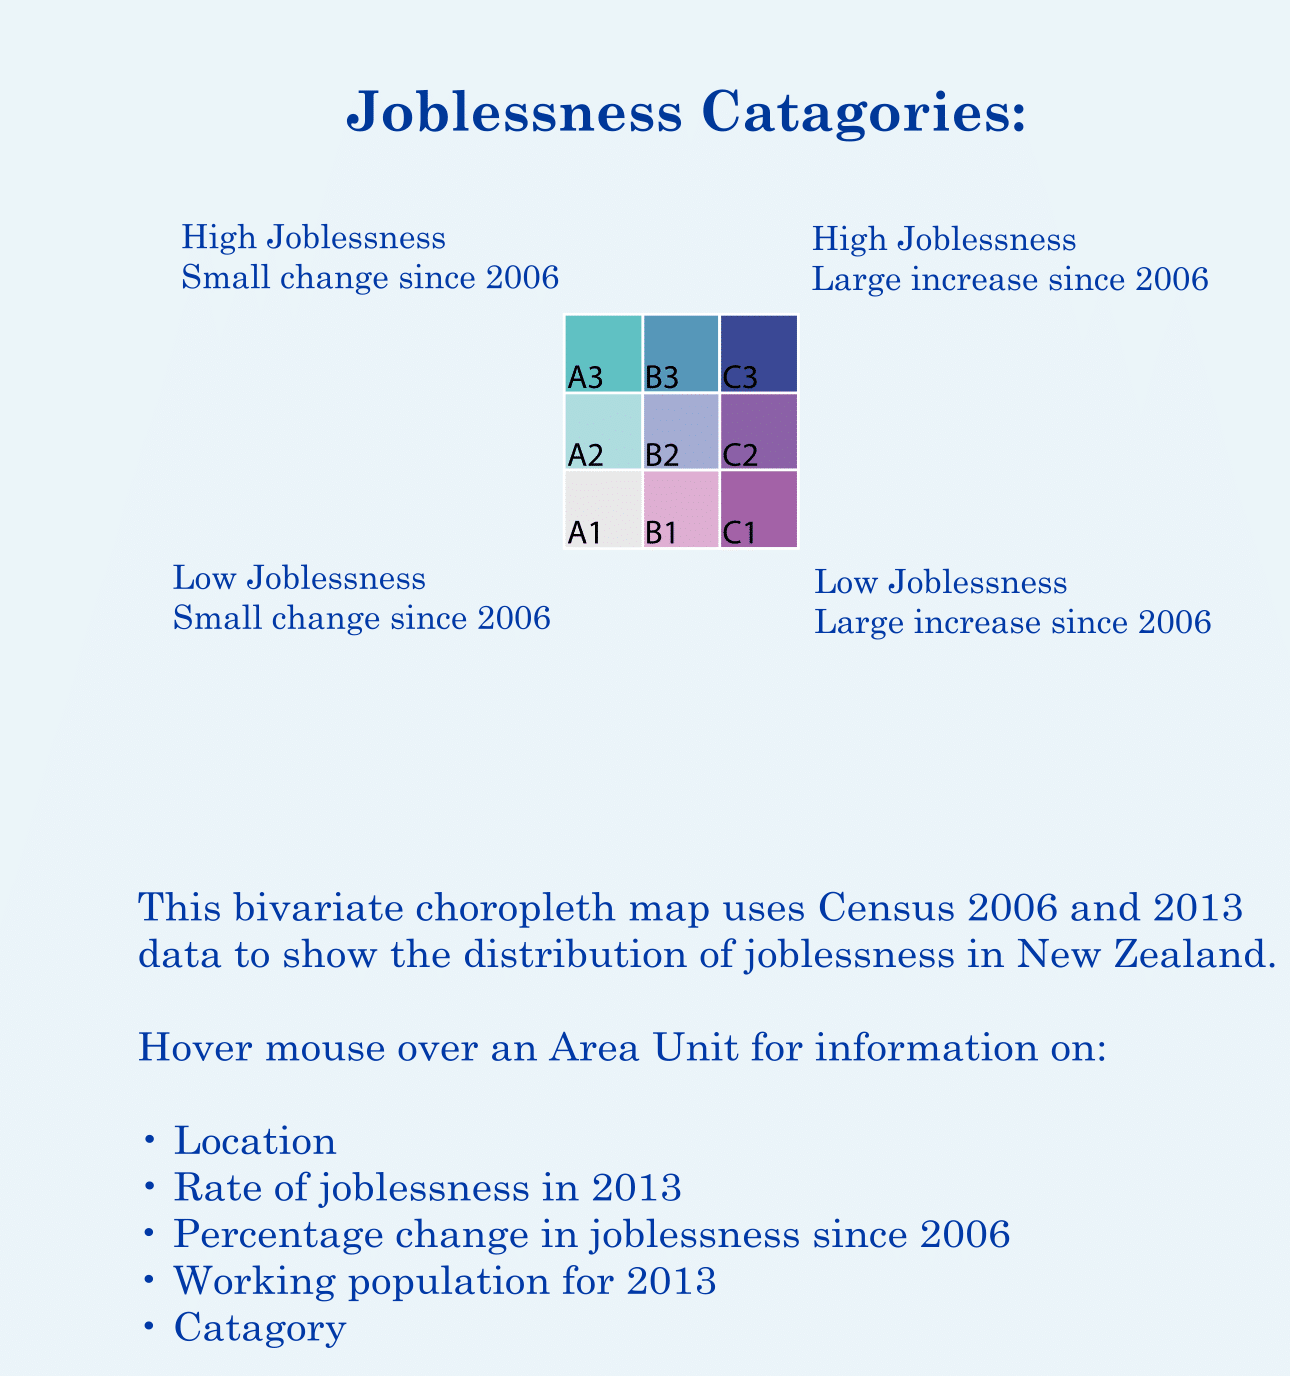 Joblessness Catagories:
High Joblessness
Small change since 2006
High Joblessness
Large increase since 2006
A3 B3 C3
A2 B2 C2
A1 B1 C1
Low Joblessness
Small change since 2006
Low Joblessness
Large increase since 2006
This bivariate choropleth map uses Census 2006 and 2013
data to show the distribution of joblessness in New Zealand.
Hover mouse over an Area Unit for information on:
• Location
• Rate of joblessness in 2013
• Percentage change in joblessness since 2006
• Working population for 2013
• Catagory